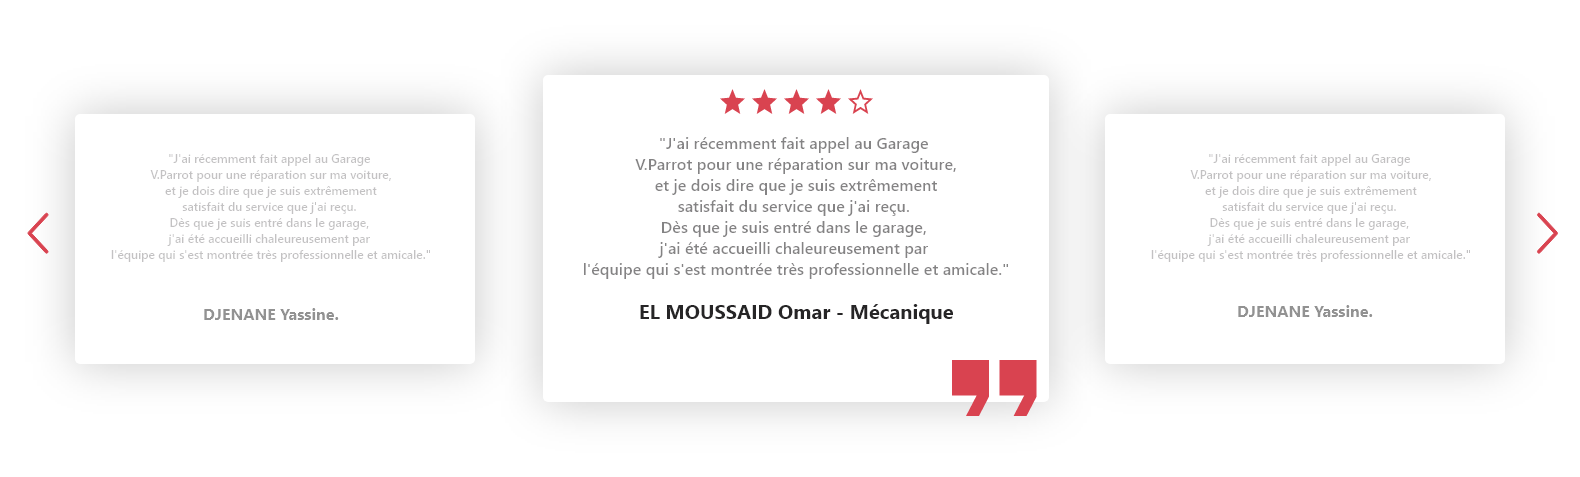 "J'ai récemment fait appel au Garage
V.Parrot pour une réparation sur ma voiture,
et je dois dire que je suis extrêmement
satisfait du service que j'ai reçu.
Dès que je suis entré dans le garage,
j'ai été accueilli chaleureusement par
l'équipe qui s'est montrée très professionnelle et amicale."
DJENANE Yassine.
"J'ai récemment fait appel au Garage
V.Parrot pour une réparation sur ma voiture,
et je dois dire que je suis extrêmement
satisfait du service que j'ai reçu.
Dès que je suis entré dans le garage,
j'ai été accueilli chaleureusement par
l'équipe qui s'est montrée très professionnelle et amicale."
EL MOUSSAID Omar - Mécanique
"J'ai récemment fait appel au Garage
V.Parrot pour une réparation sur ma voiture,
et je dois dire que je suis extrêmement
satisfait du service que j'ai reçu.
Dès que je suis entré dans le garage,
j'ai été accueilli chaleureusement par
l'équipe qui s'est montrée très professionnelle et amicale."
DJENANE Yassine.